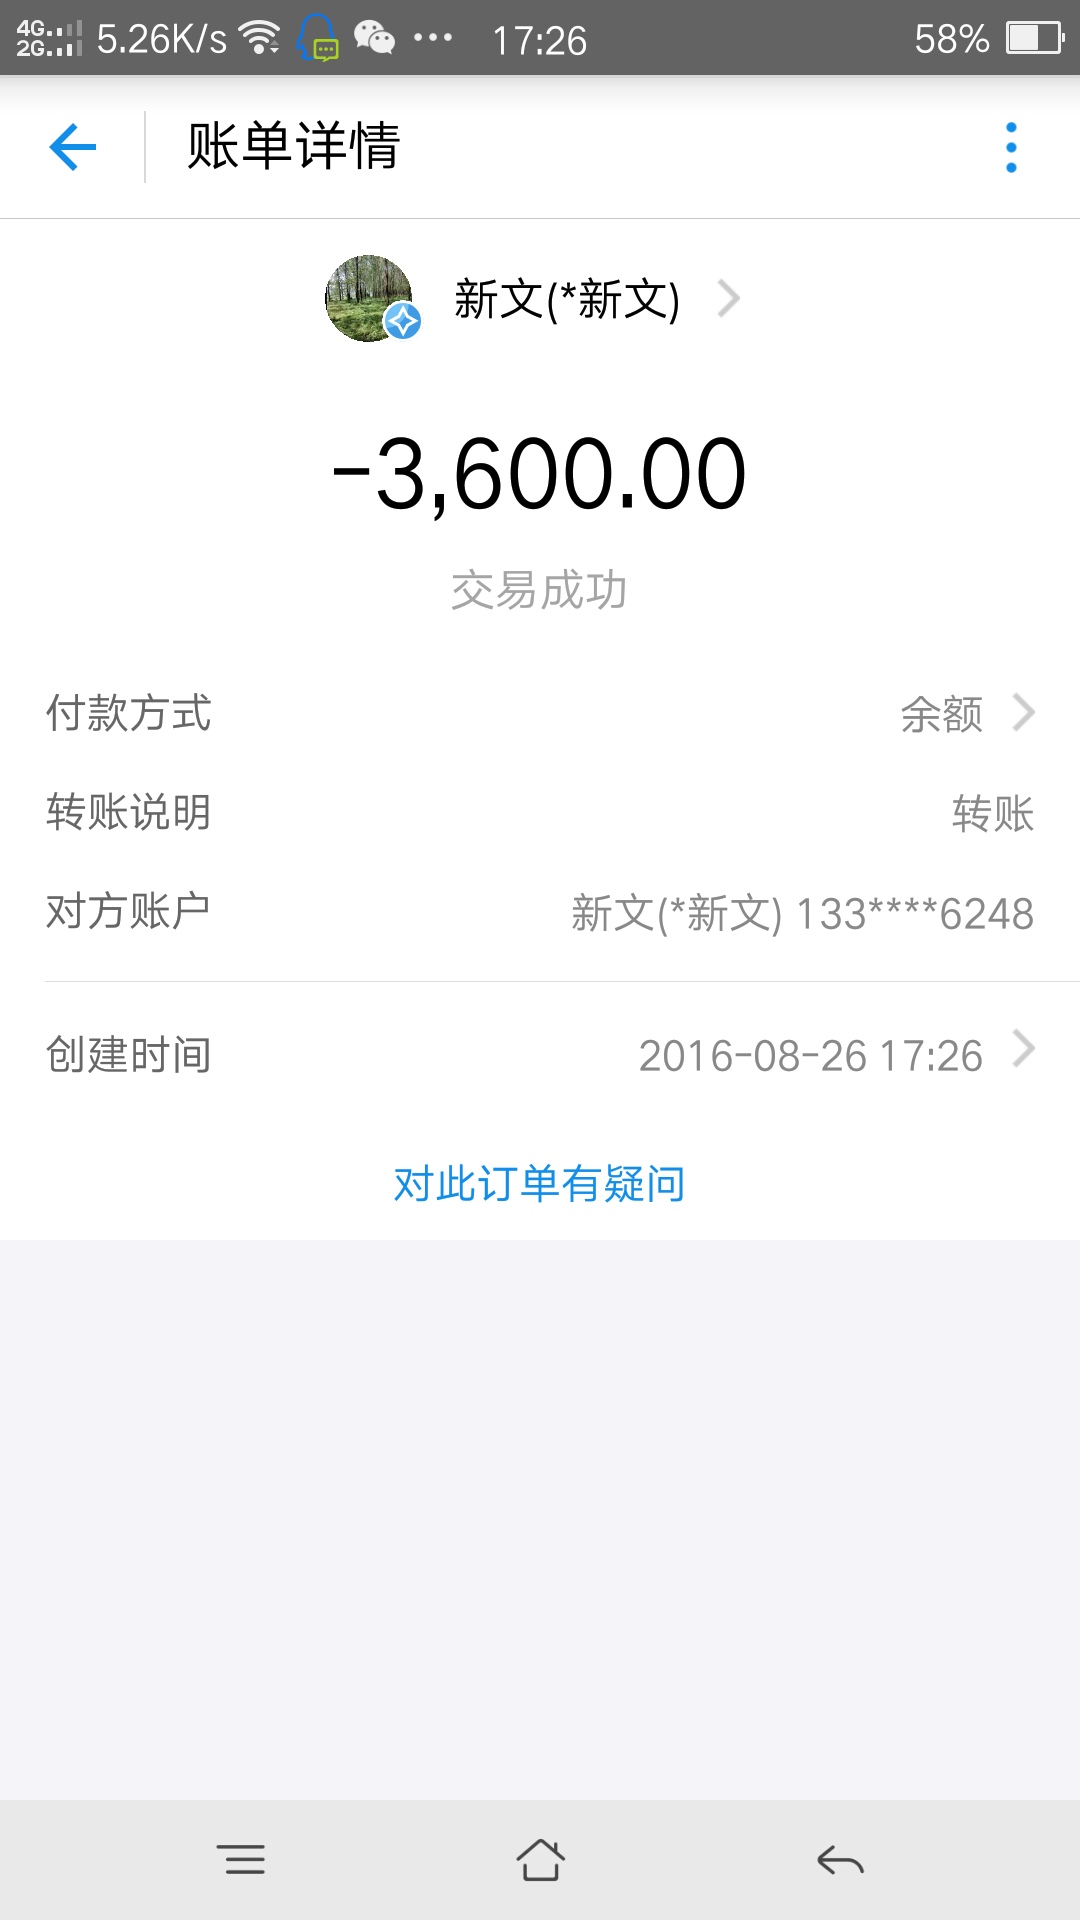 4G 2G 5.26K/s 17:26 58%
账单详情
新文(*新文)
-3,600.00
交易成功
付款方式 余额
转账说明 转账
对方账户 新文(*新文) 133****6248
创建时间 2016-08-26 17:26
对此订单有疑问